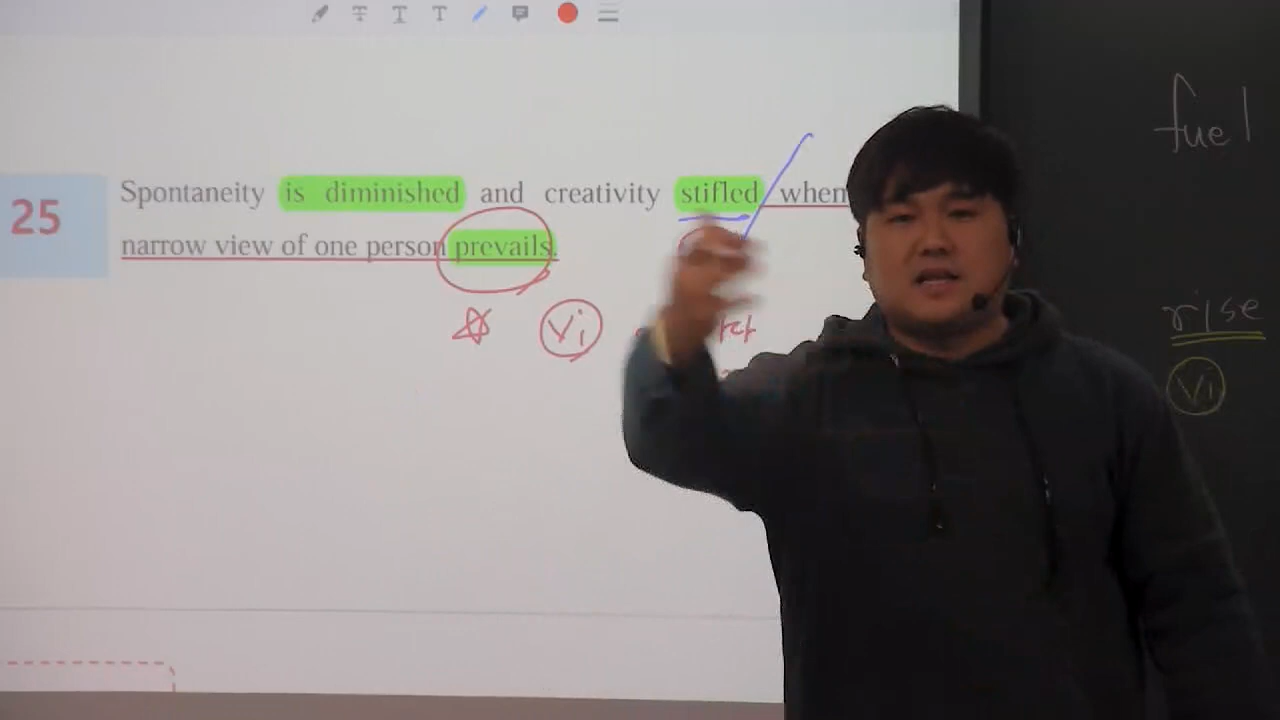 25
Spontaneity is diminished and creativity stifled when
narrow view of one person prevails.
Vi
fuel
rise
Vi